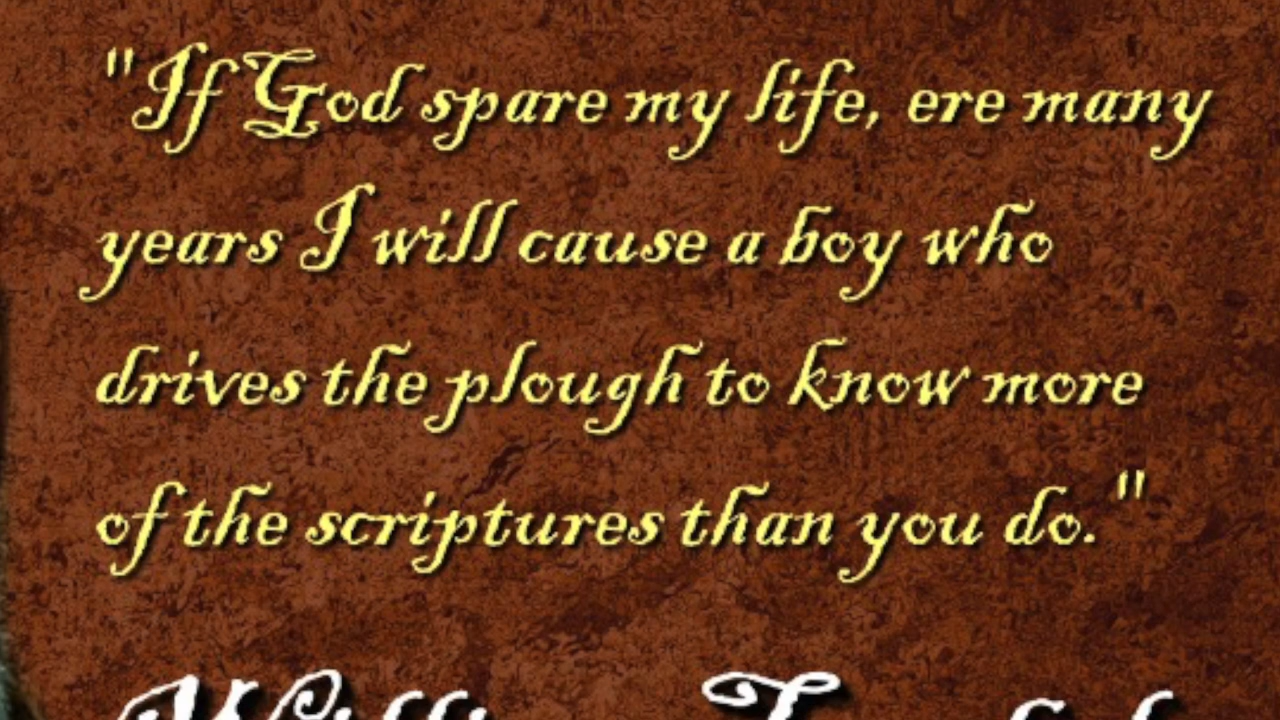 "If God spare my life, ere many
years I will cause a boy who
drives the plough to know more
of the scriptures than you do."